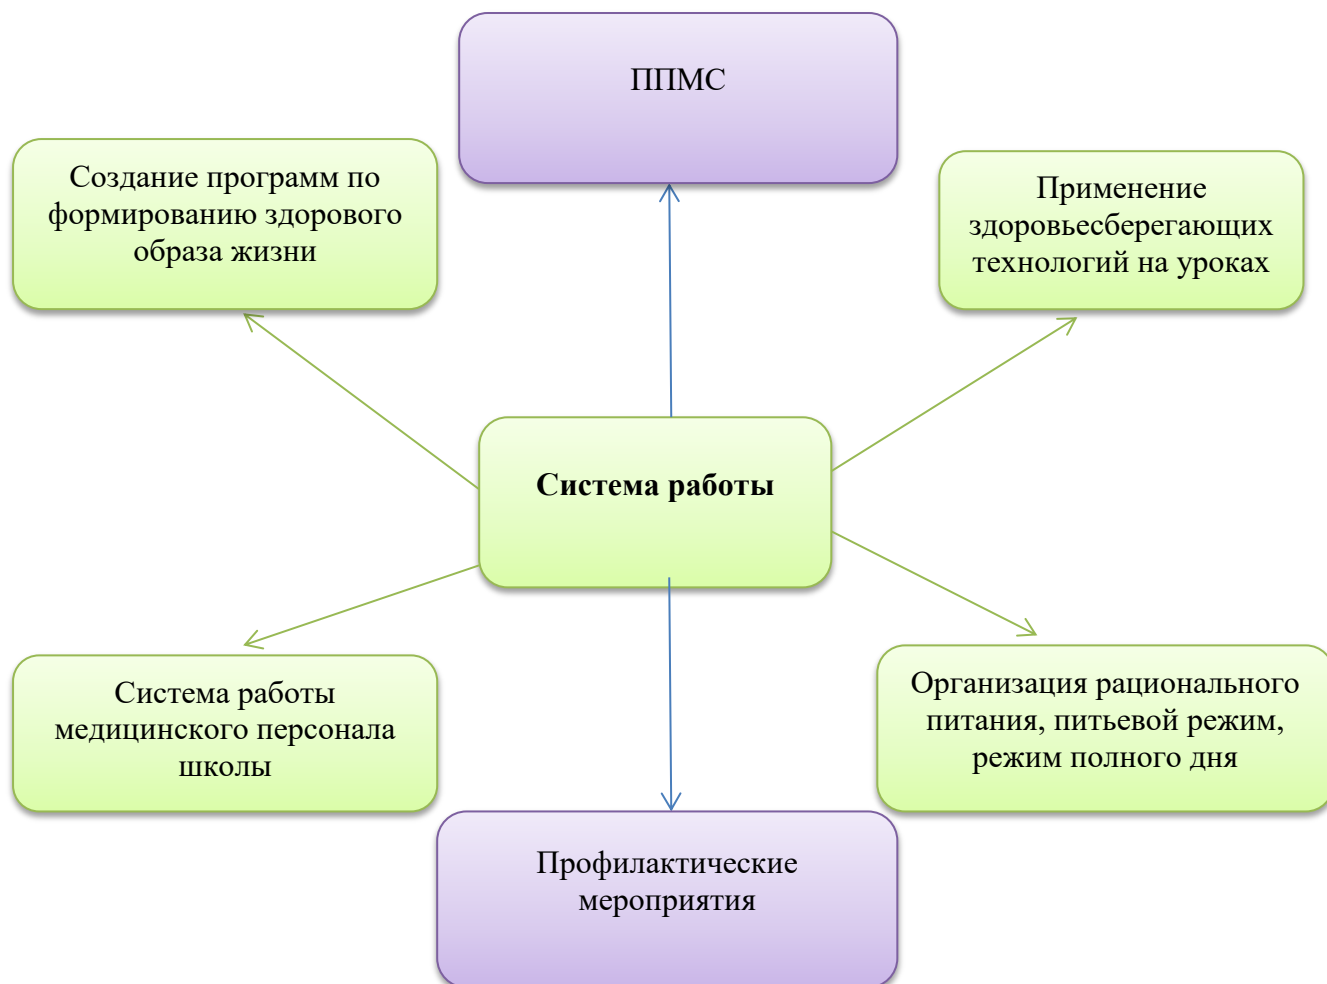 ППМС
Создание программ по
формированию здорового
образа жизни
Применение
здоровьесберегающих
технологий на уроках
Система работы
Система работы
медицинского персонала
школы
Организация рационального
питания, питьевой режим,
режим полного дня
Профилактические
мероприятия